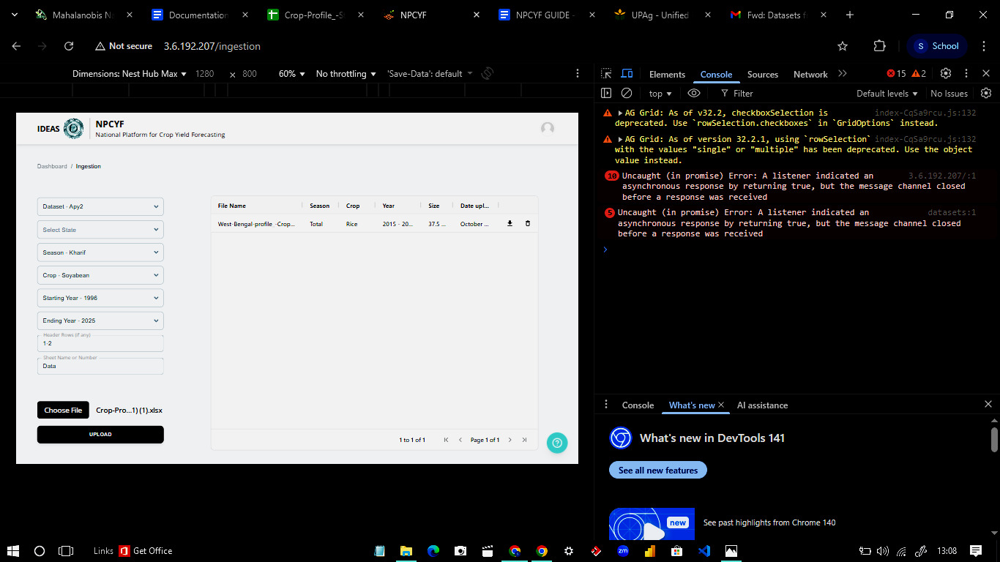 Mahalanobis Na
Documentation
Crop-Profile_-S
NPCYF
NPCYF GUIDE -
UPAg - Unified
Fwd: Datasets f
Not secure
3.6.192.207/ingestion
S School
Dimensions: Nest Hub Max
1280
×
800
60%
No throttling
'Save-Data': default
IDEAS
NPCYF
National Platform for Crop Yield Forecasting
Dashboard / Ingestion
Dataset - Apy2
Select State
Season - Kharif
Crop - Soyabean
Starting Year - 1996
Ending Year - 2025
Header Rows (if any)
1-2
Sheet Name or Number
Data
Choose File
Crop-Pro...1) (1).xlsx
UPLOAD
File Name
Season
Crop
Year
Size
Date upl...
West-Bengal-profile_-Crop...
Total
Rice
2015 - 20...
37.5 ...
October ...
1 to 1 of 1
Page 1 of 1
Elements
Console
Sources
Network
15
2
top
Filter
Default levels
No Issues
AG Grid: As of v32.2, checkboxSelection is index-CqSa9rcu.js:132
deprecated. Use `rowSelection.checkboxes` in `GridOptions` instead.
AG Grid: As of version 32.2.1, using `rowSelection` index-CqSa9rcu.js:132
with the values "single" or "multiple" has been deprecated. Use the object
value instead.
10 Uncaught (in promise) Error: A listener indicated an 3.6.192.207/:1
asynchronous response by returning true, but the message channel closed
before a response was received
5 Uncaught (in promise) Error: A listener indicated an datasets:1
asynchronous response by returning true, but the message channel closed
before a response was received
Console
What's new
AI assistance
What's new in DevTools 141
See all new features
new
See past highlights from Chrome 140
Links
Get Office
zm
13:08